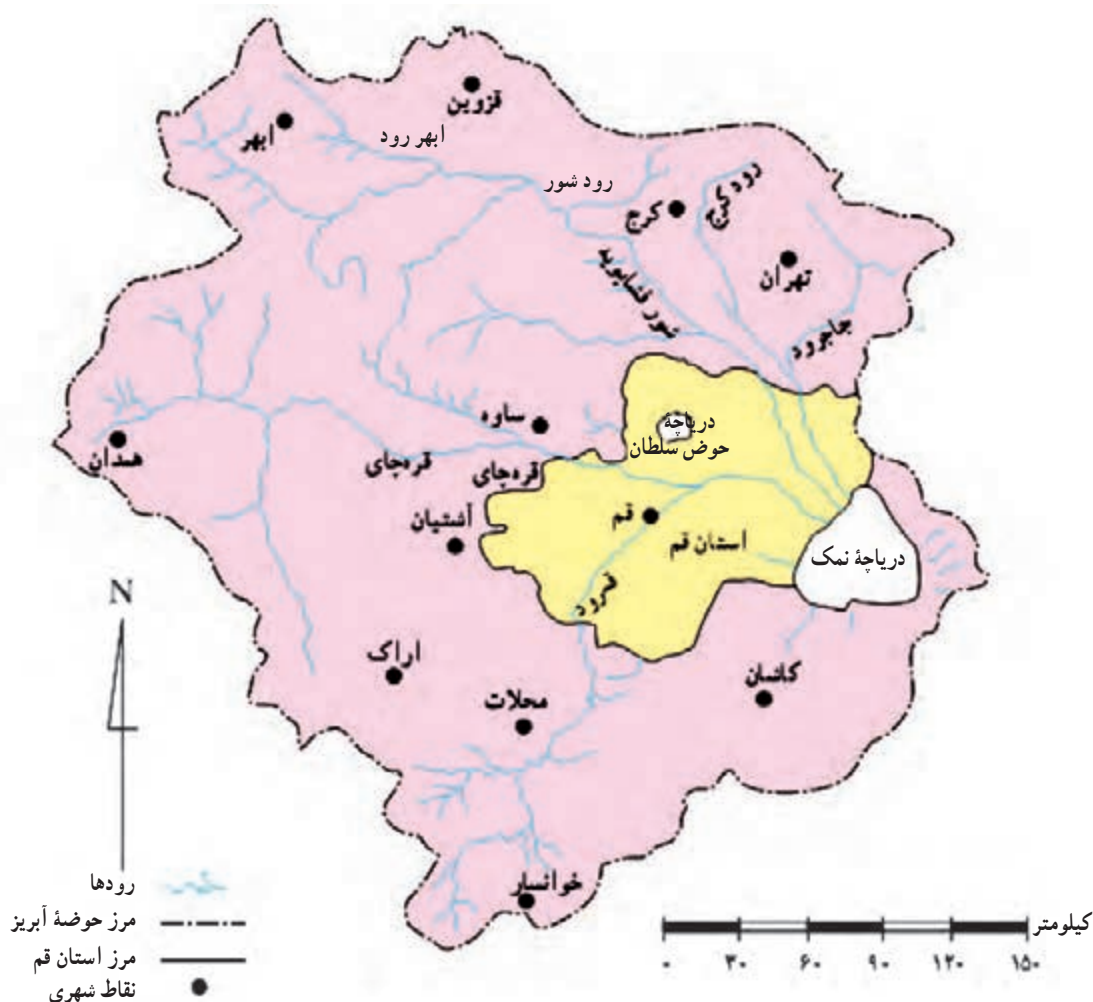 قزوین
ابهر
ابهر رود
رود شور
کرج
رود کرج
تهران
شور فشاپویه
جاجرود
ساوه
دریاچهٔ
حوض سلطان
همدان
قره‌چای
قره‌چای
آشتیان
قم
استان قم
دریاچهٔ نمک
قمرود
N
اراک
محلات
کاشان
خوانسار
رودها
مرز حوضهٔ آبریز
مرز استان قم
نقاط شهری
کیلومتر
۰ ۳۰ ۶۰ ۹۰ ۱۲۰ ۱۵۰